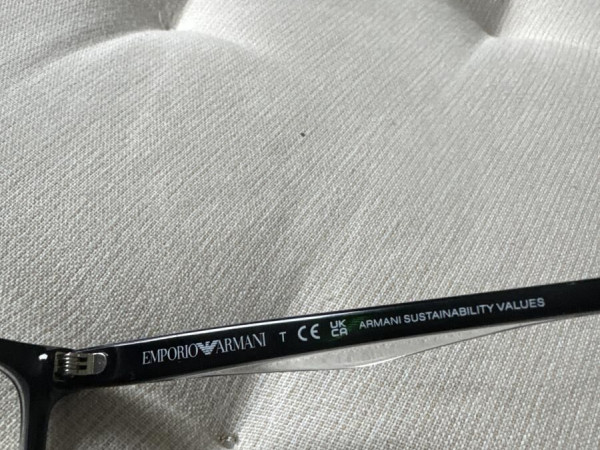 EMPORIO ARMANI T CE UK CA ARMANI SUSTAINABILITY VALUES